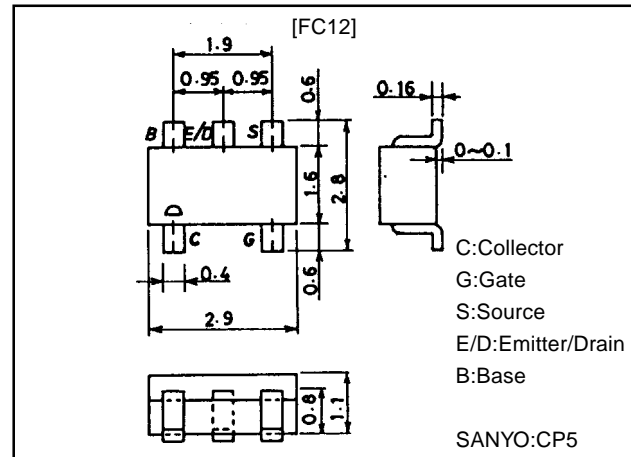 [FC12]
1.9
0.95 0.95
0.6
0.16
B E/D S
0~0.1
1.6
2.8
C G
0.4
0.6
2.9
C:Collector
G:Gate
S:Source
E/D:Emitter/Drain
B:Base
0.8
1.1
SANYO:CP5